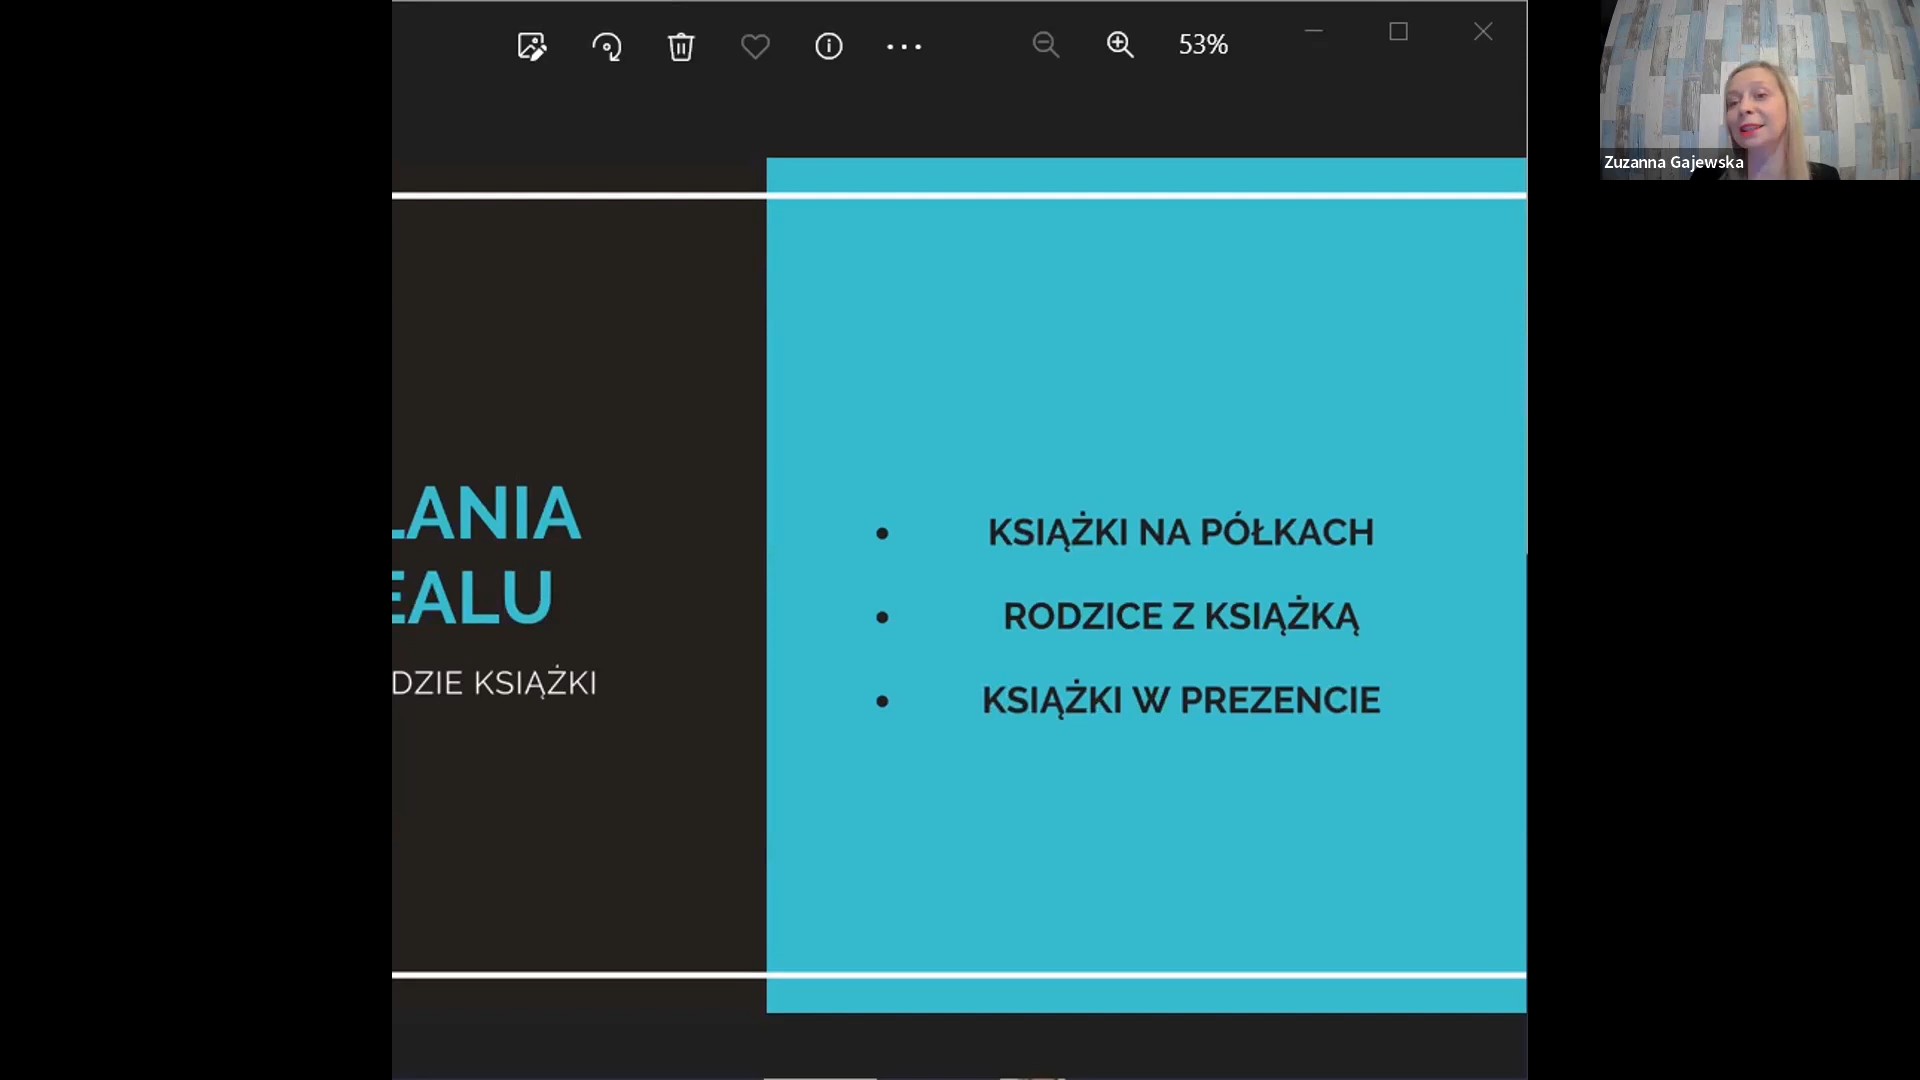 53%
LANIA
EALU
DZIE KSIĄŻKI
• KSIĄŻKI NA PÓŁKACH
• RODZICE Z KSIĄŻKĄ
• KSIĄŻKI W PREZENCIE
Zuzanna Gajewska